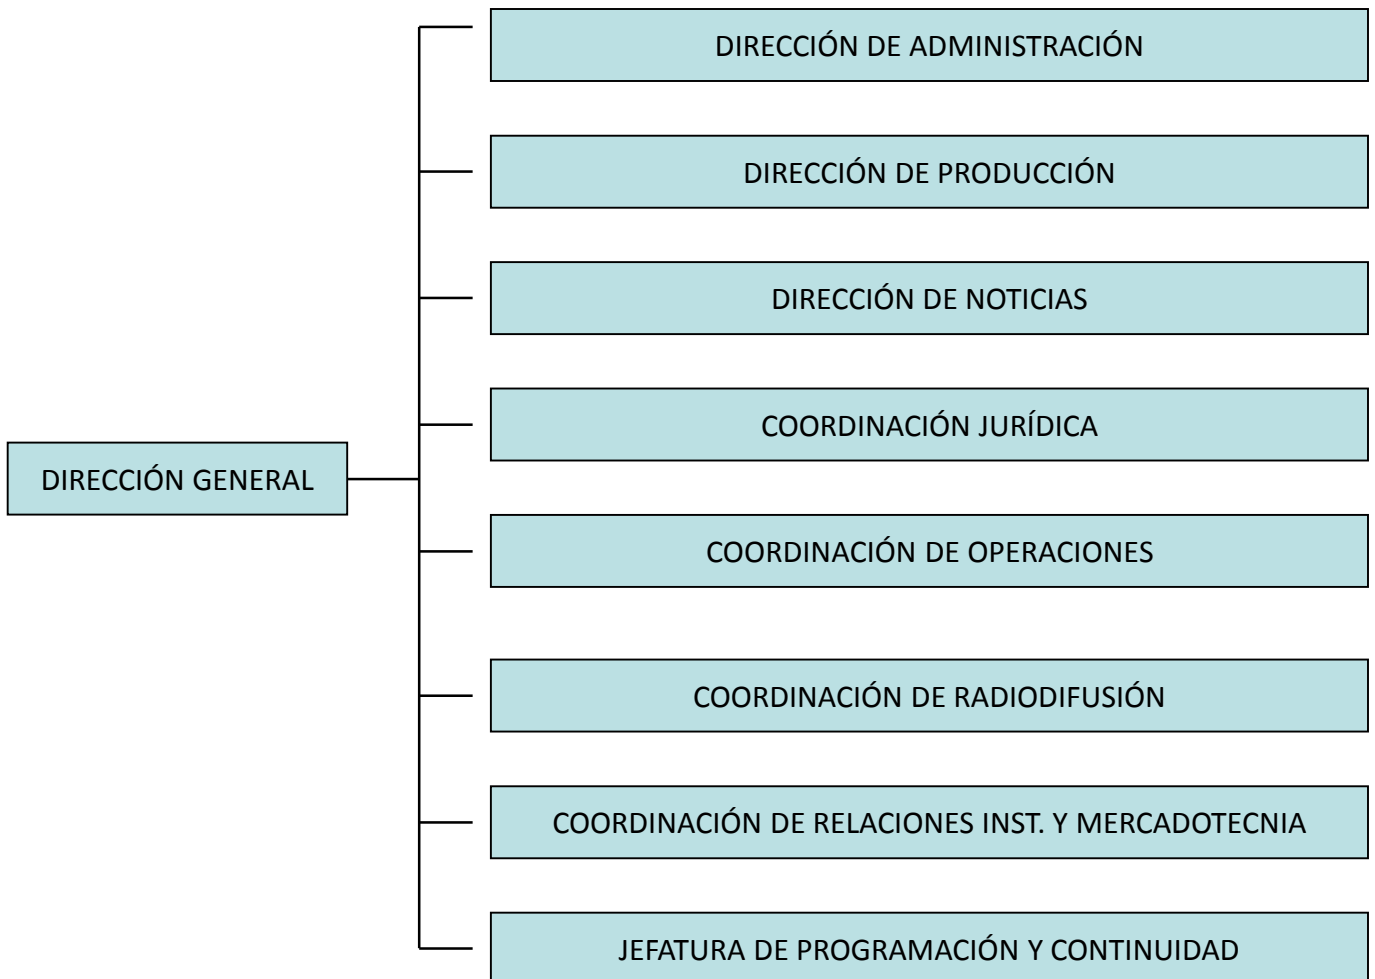 DIRECCIÓN DE ADMINISTRACIÓN
DIRECCIÓN DE PRODUCCIÓN
DIRECCIÓN DE NOTICIAS
COORDINACIÓN JURÍDICA
DIRECCIÓN GENERAL
COORDINACIÓN DE OPERACIONES
COORDINACIÓN DE RADIODIFUSIÓN
COORDINACIÓN DE RELACIONES INST. Y MERCADOTECNIA
JEFATURA DE PROGRAMACIÓN Y CONTINUIDAD